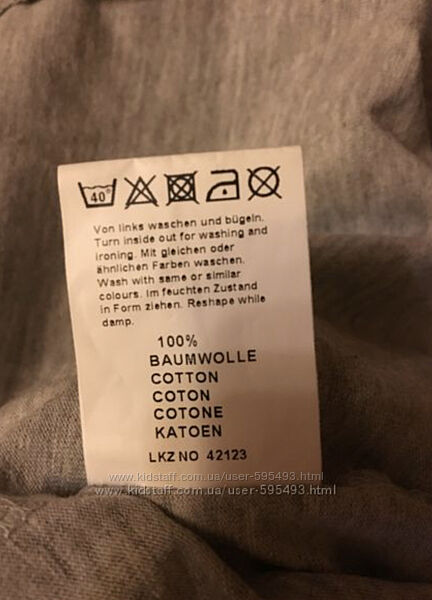 40°
Von links waschen und bügeln.
Turn inside out for washing and
ironing. Mit gleichen oder
ähnlichen Farben waschen.
Wash with same or similar
colours. Im feuchten Zustand
in Form ziehen. Reshape while
damp.
100%
BAUMWOLLE
COTTON
COTON
COTONE
KATOEN
LKZ NO 42123
www.kidstaff.com.ua/user-595493.html
www.kidstaff.com.ua/user-595493.html